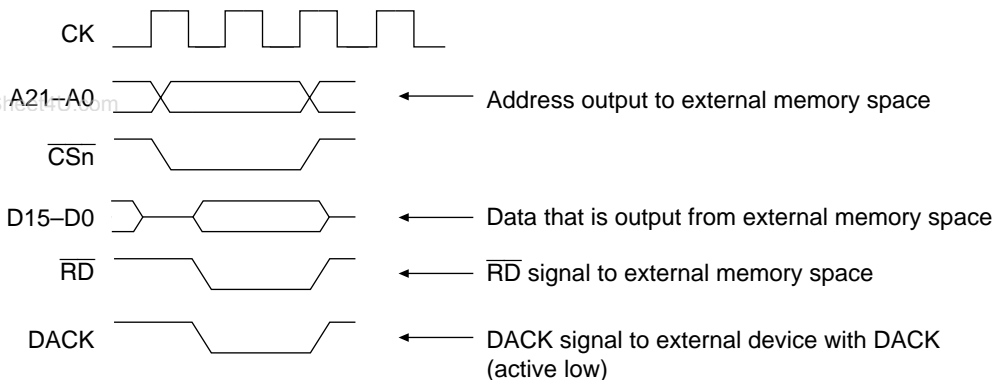 CK
A21–A0
Address output to external memory space
CSn
D15–D0
Data that is output from external memory space
RD
RD signal to external memory space
DACK
DACK signal to external device with DACK
(active low)